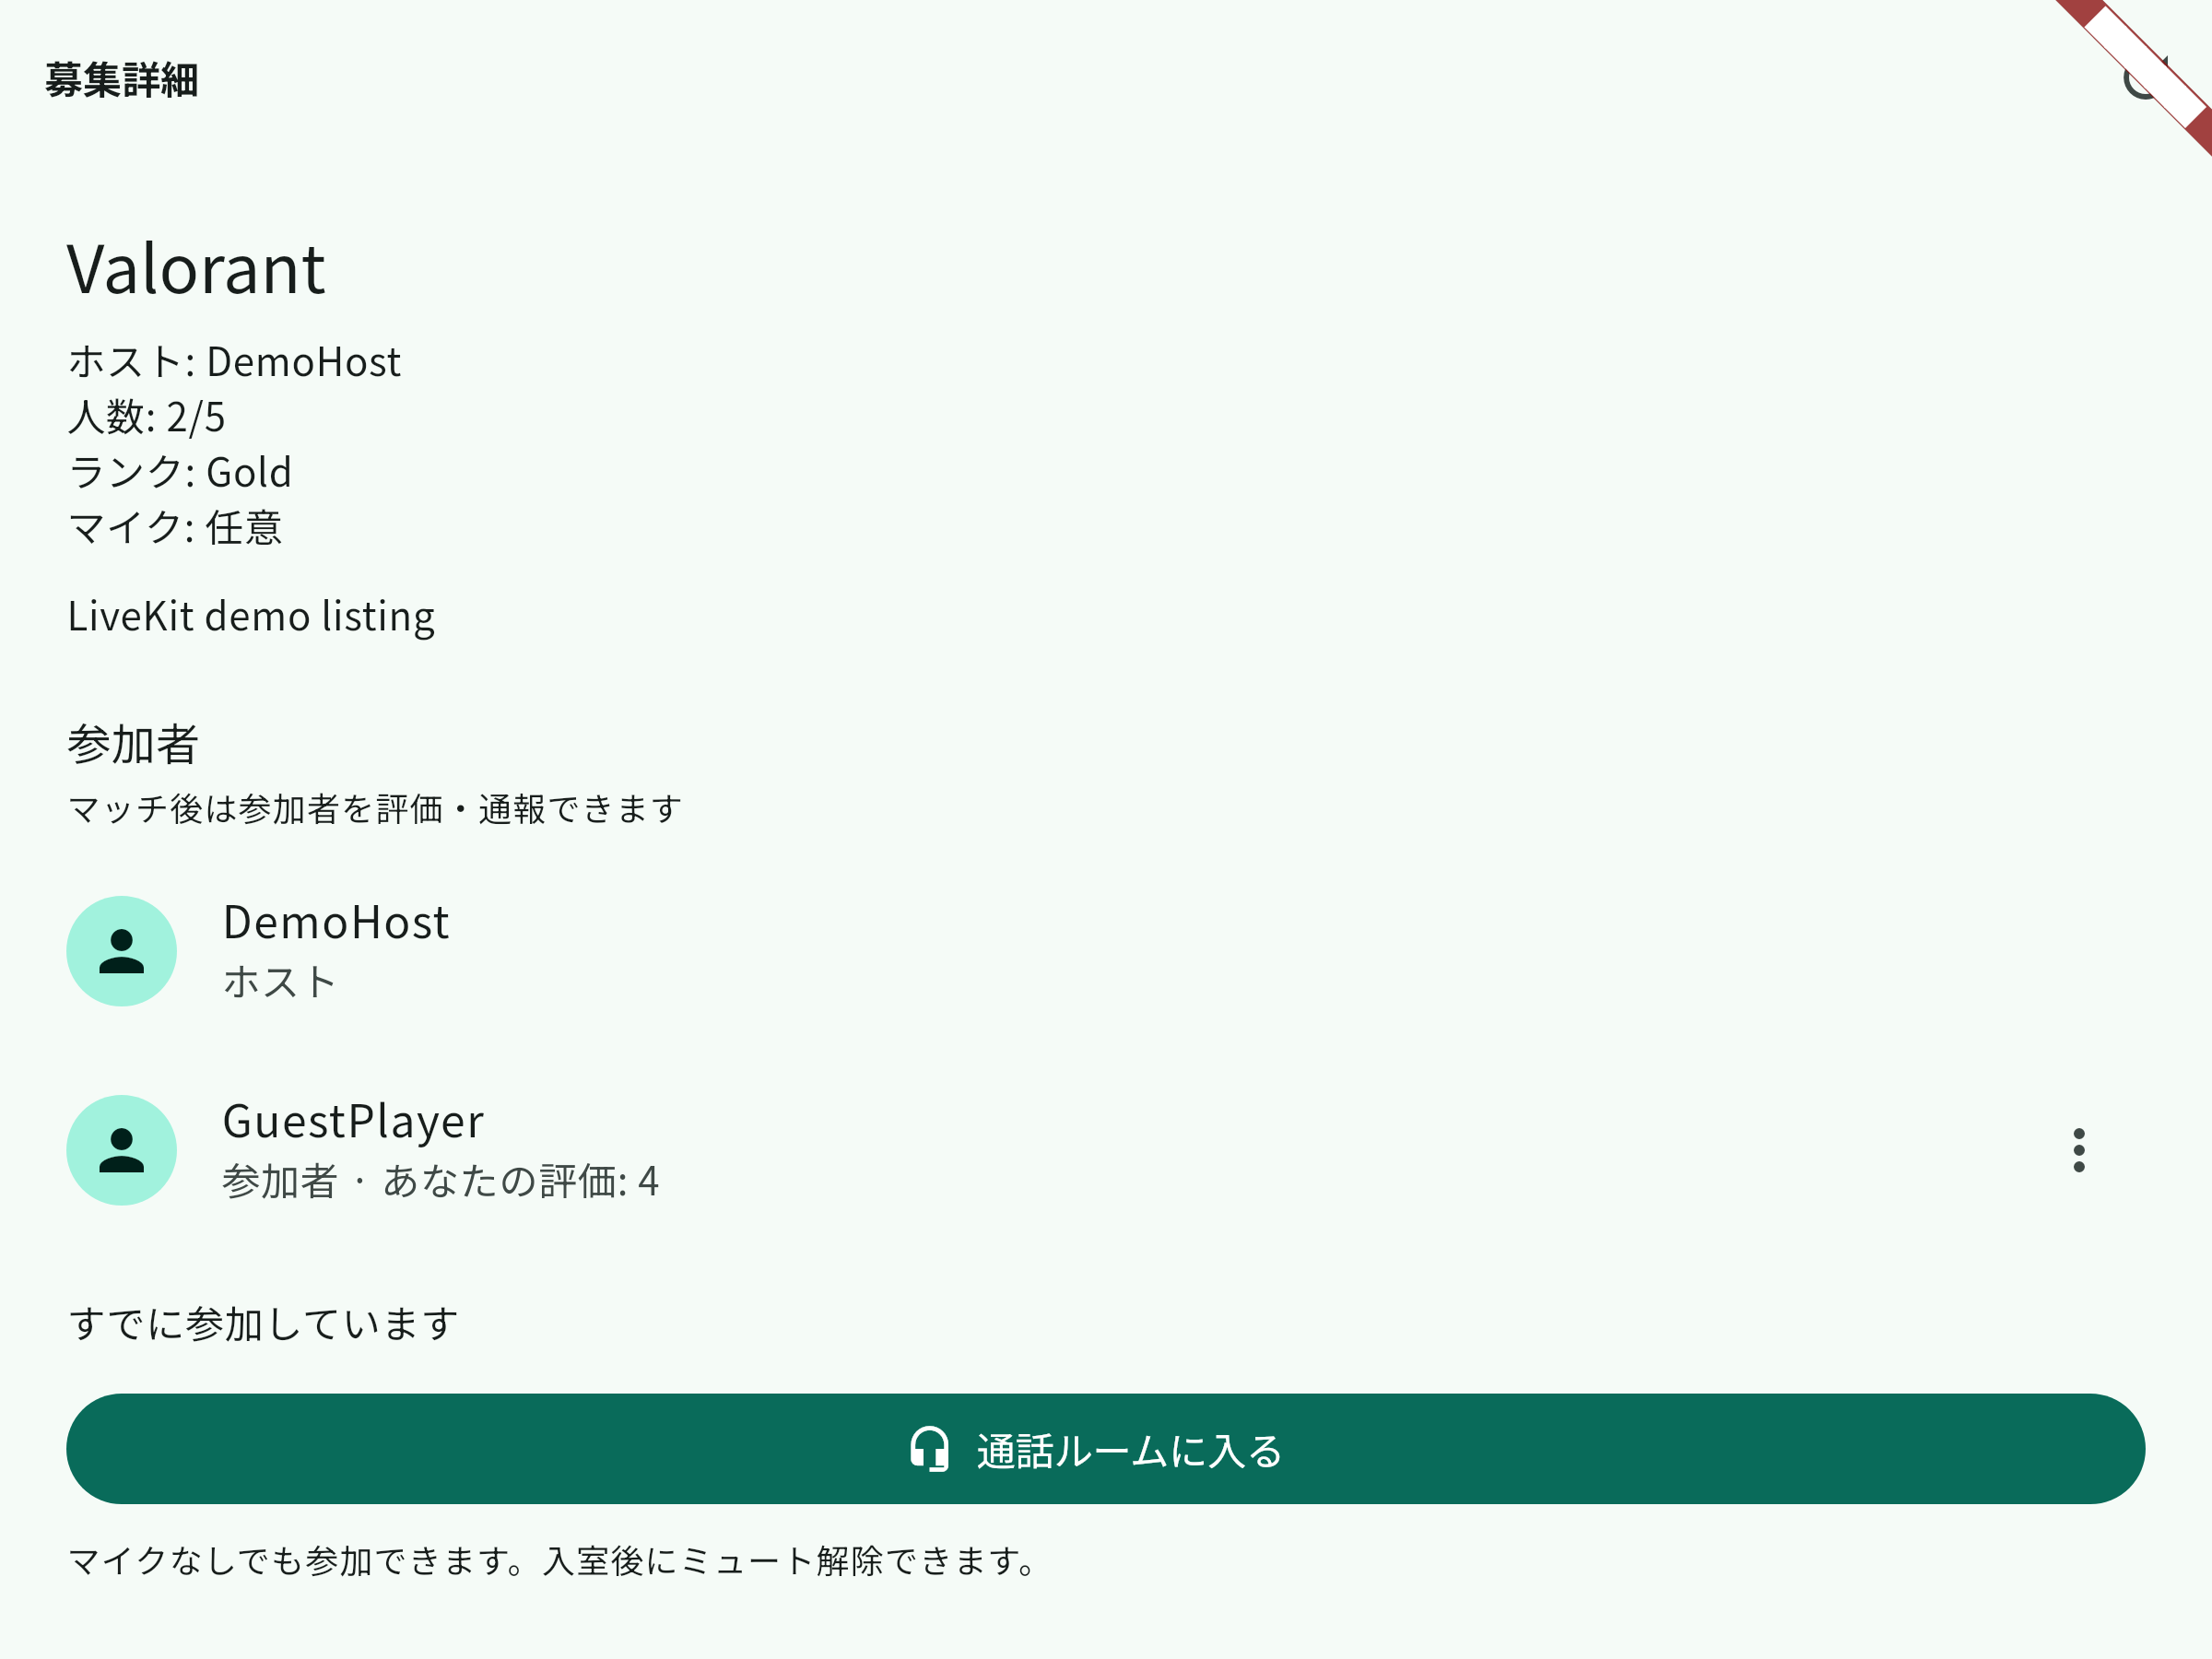 募集詳細
Valorant
ホスト: DemoHost
人数: 2/5
ランク: Gold
マイク: 任意
LiveKit demo listing
参加者
マッチ後は参加者を評価・通報できます
DemoHost
ホスト
GuestPlayer
参加者 · あなたの評価: 4
すでに参加しています
通話ルームに入る
マイクなしでも参加できます。入室後にミュート解除できます。